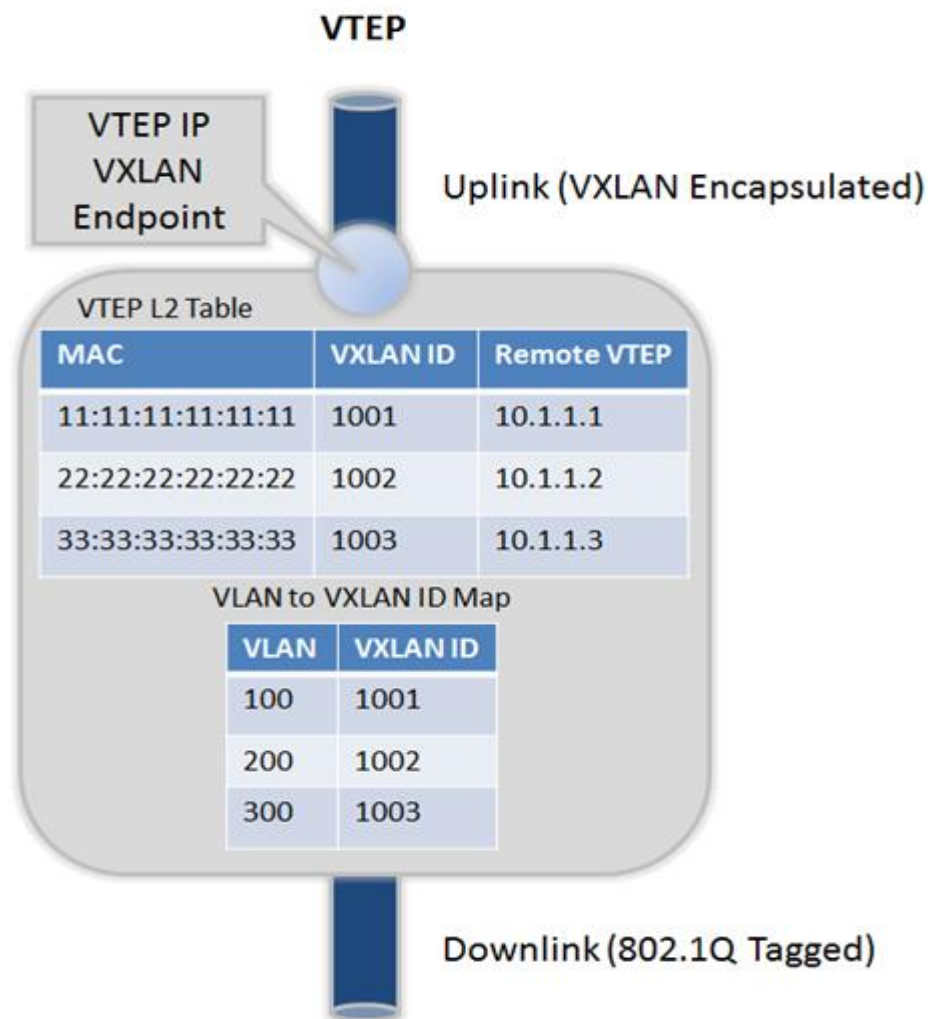 VTEP
VTEP IP
VXLAN
Endpoint
Uplink (VXLAN Encapsulated)
VTEP L2 Table
MAC VXLAN ID Remote VTEP
11:11:11:11:11:11 1001 10.1.1.1
22:22:22:22:22:22 1002 10.1.1.2
33:33:33:33:33:33 1003 10.1.1.3
VLAN to VXLAN ID Map
VLAN VXLAN ID
100 1001
200 1002
300 1003
Downlink (802.1Q Tagged)